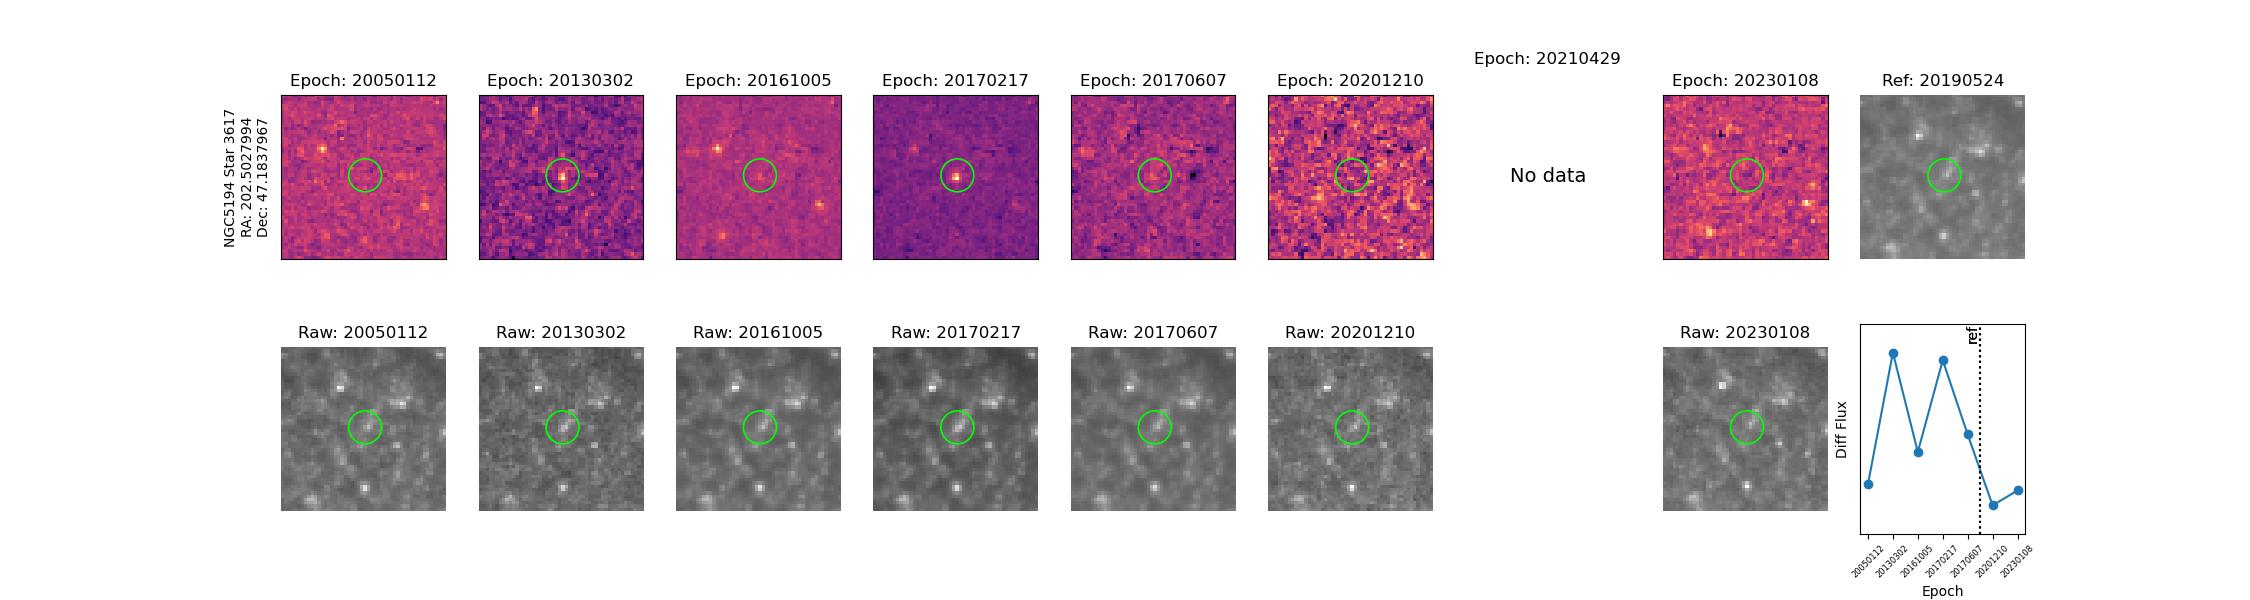 Epoch: 20210429
Epoch: 20050112
Epoch: 20130302
Epoch: 20161005
Epoch: 20170217
Epoch: 20170607
Epoch: 20201210
Epoch: 20230108
Ref: 20190524
NGC5194 Star 3617
RA: 202.5027994
Dec: 47.1837967
No data
Raw: 20050112
Raw: 20130302
Raw: 20161005
Raw: 20170217
Raw: 20170607
Raw: 20201210
Raw: 20230108
ref
Diff Flux
20050112
20130302
20161005
20170217
20170607
20201210
20230108
Epoch